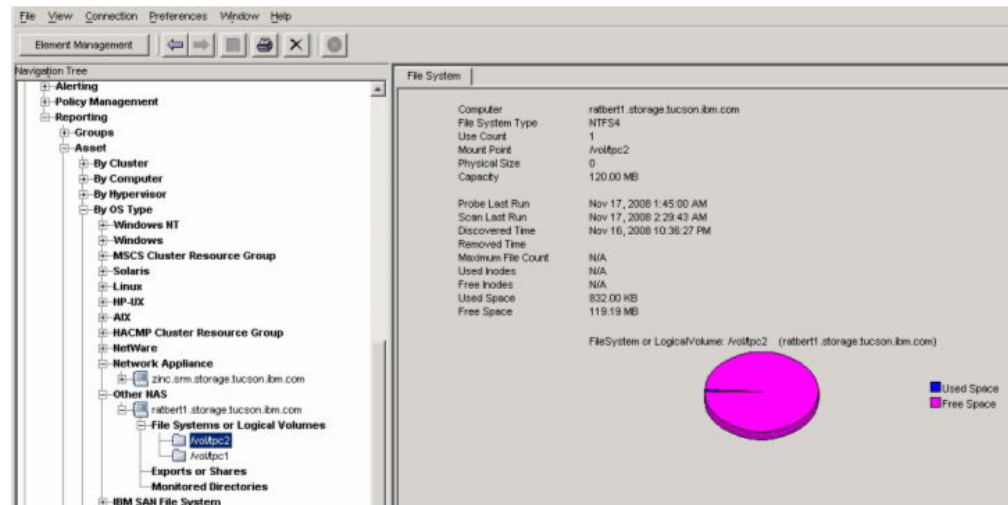 File View Connection Preferences Window Help
Element Management
Navigation Tree
Alerting
Policy Management
Reporting
Groups
Asset
By Cluster
By Computer
By Hypervisor
By OS Type
Windows NT
Windows
MSCS Cluster Resource Group
Solaris
Linux
HP-UX
AIX
HACMP Cluster Resource Group
NetWare
Network Appliance
zinc.srm.storage.tucson.ibm.com
Other NAS
ratbert1.storage.tucson.ibm.com
File Systems or Logical Volumes
/vol/tpc2
/vol/tpc1
Exports or Shares
Monitored Directories
IBM SAN File System
File System
Computer ratbert1.storage.tucson.ibm.com
File System Type NTFS4
Use Count 1
Mount Point /vol/tpc2
Physical Size 0
Capacity 120.00 MB
Probe Last Run Nov 17, 2008 1:45:00 AM
Scan Last Run Nov 17, 2008 2:29:43 AM
Discovered Time Nov 16, 2008 10:36:27 PM
Removed Time
Maximum File Count N/A
Used Inodes N/A
Free Inodes N/A
Used Space 832.00 KB
Free Space 119.19 MB
FileSystem or LogicalVolume: /vol/tpc2 (ratbert1.storage.tucson.ibm.com)
Used Space
Free Space